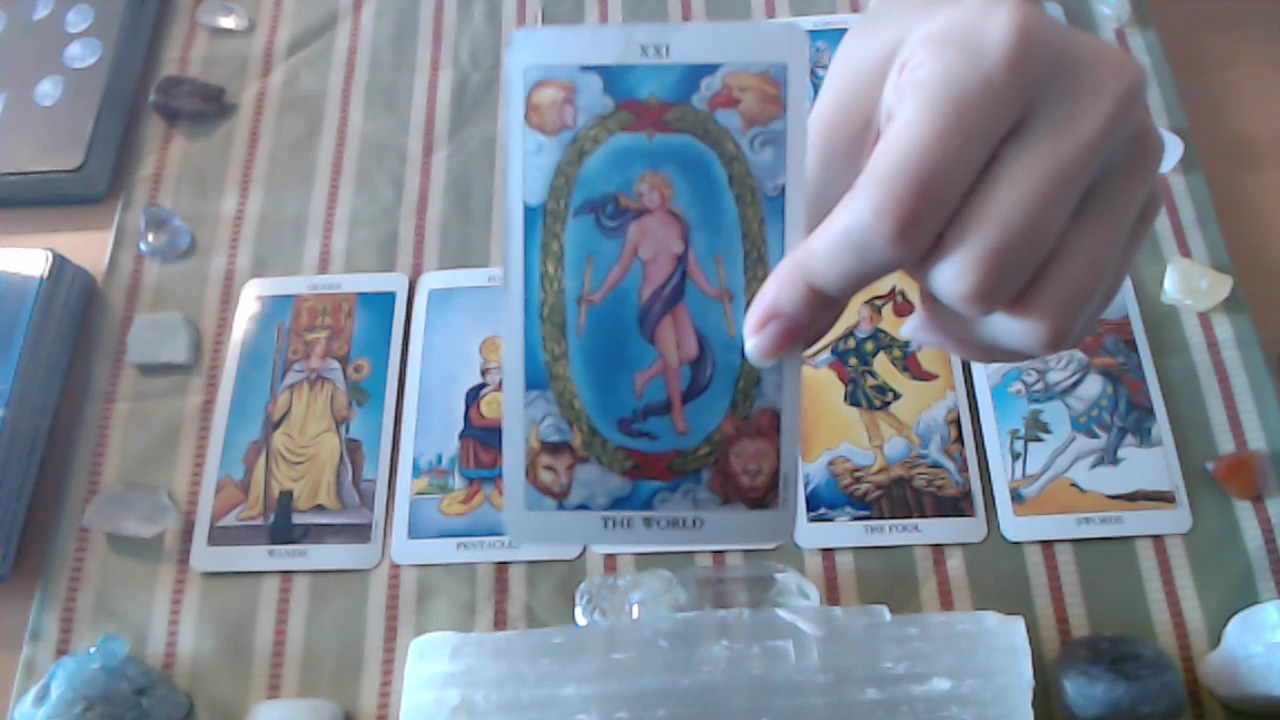 XXI
THE WORLD
QUEEN
WANDS
PENTACLES
THE FOOL
SWORDS